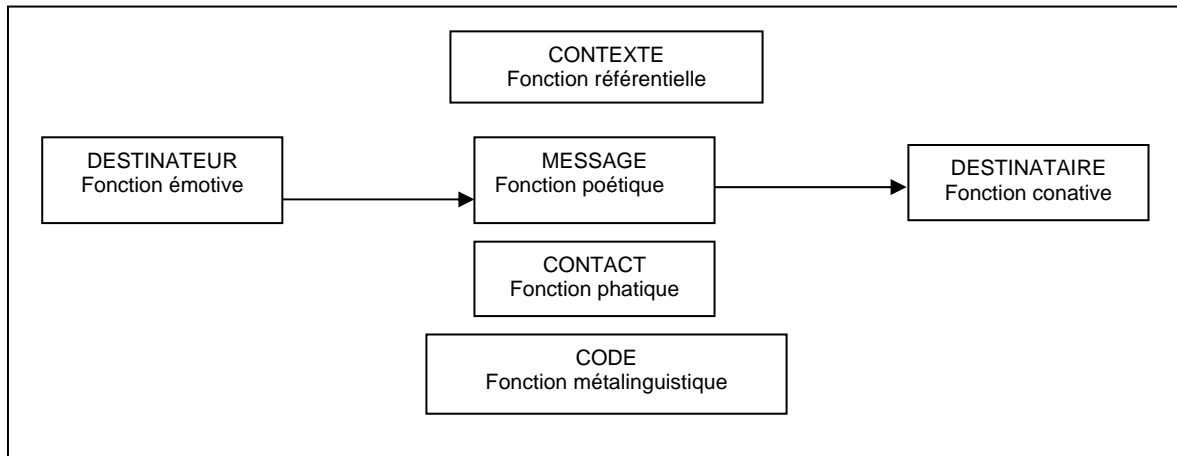 CONTEXTE
Fonction référentielle
DESTINATEUR
Fonction émotive
MESSAGE
Fonction poétique
DESTINATAIRE
Fonction conative
CONTACT
Fonction phatique
CODE
Fonction métalinguistique